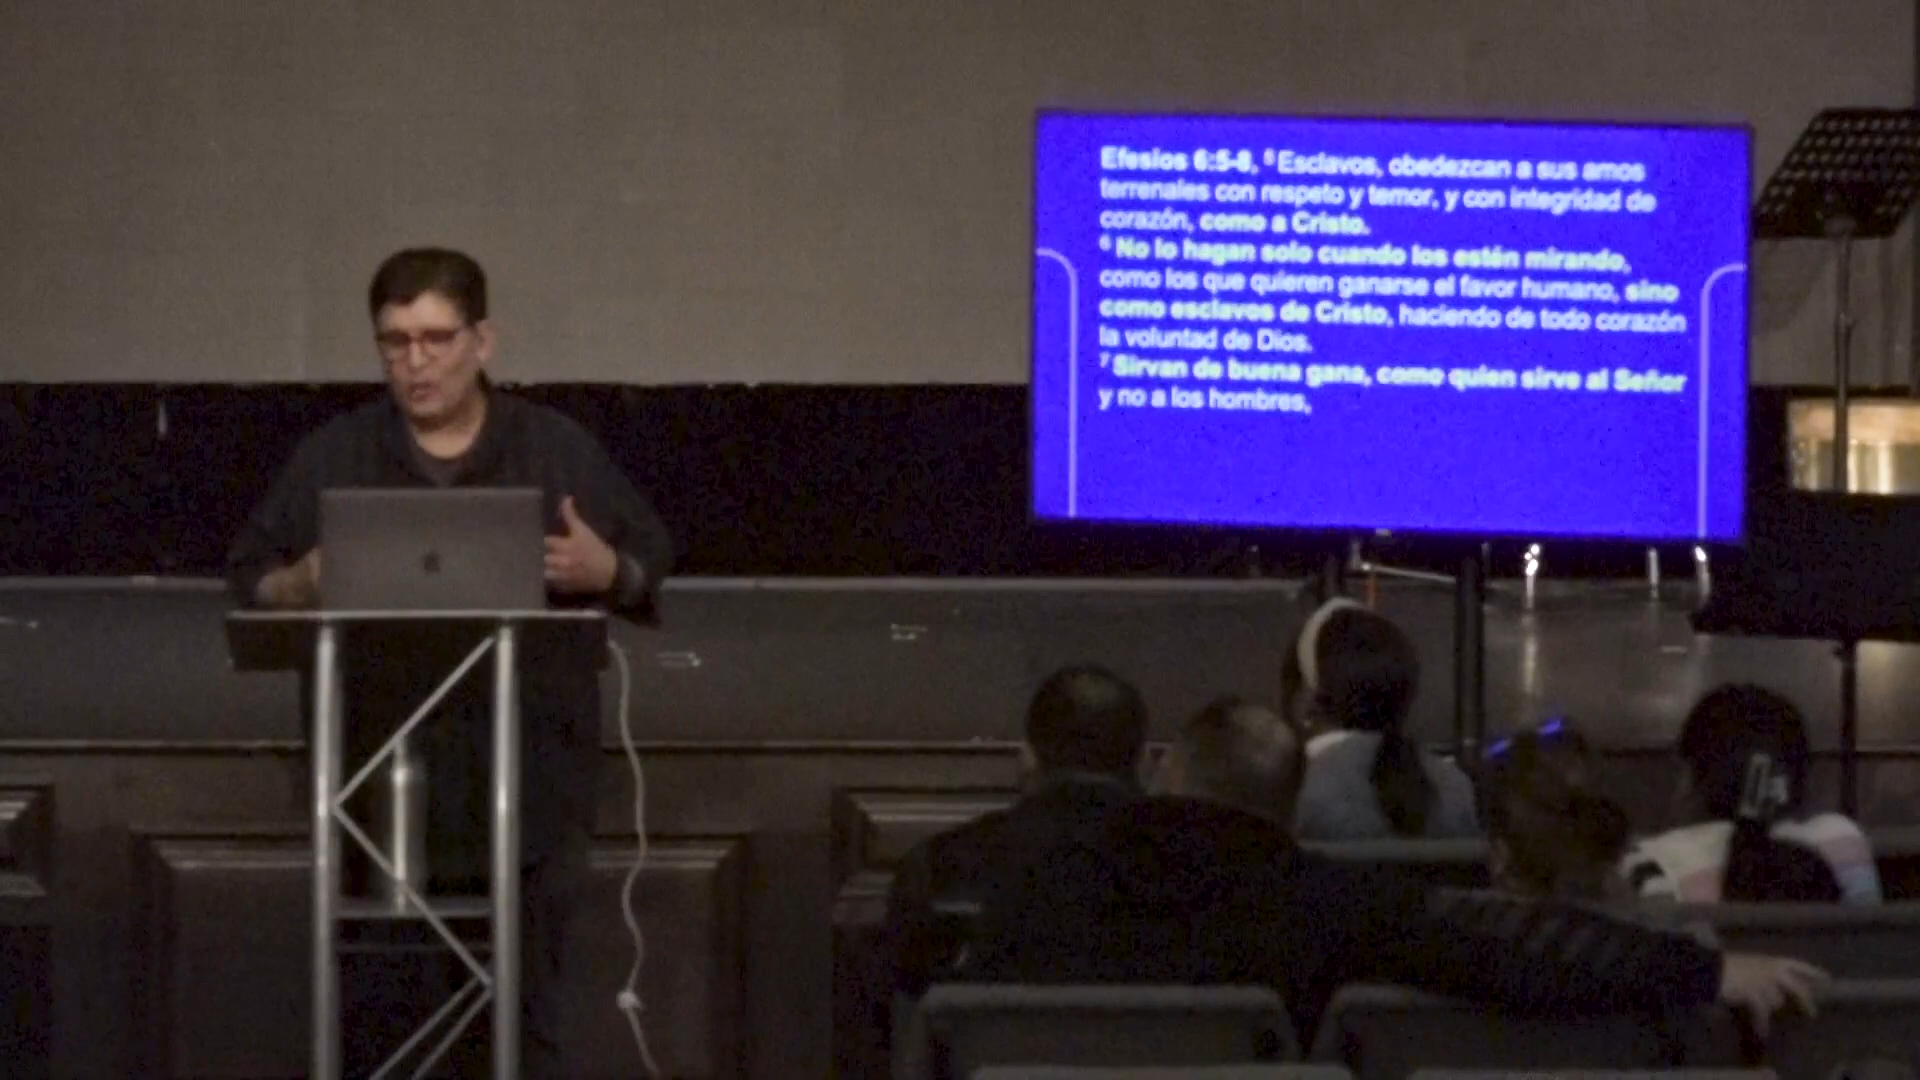 Efesios 6:5-8, ⁵ Esclavos, obedezcan a sus amos
terrenales con respeto y temor, y con integridad de
corazón, como a Cristo.
⁶ No lo hagan solo cuando los estén mirando,
como los que quieren ganarse el favor humano, sino
como esclavos de Cristo, haciendo de todo corazón
la voluntad de Dios.
⁷ Sirvan de buena gana, como quien sirve al Señor
y no a los hombres,